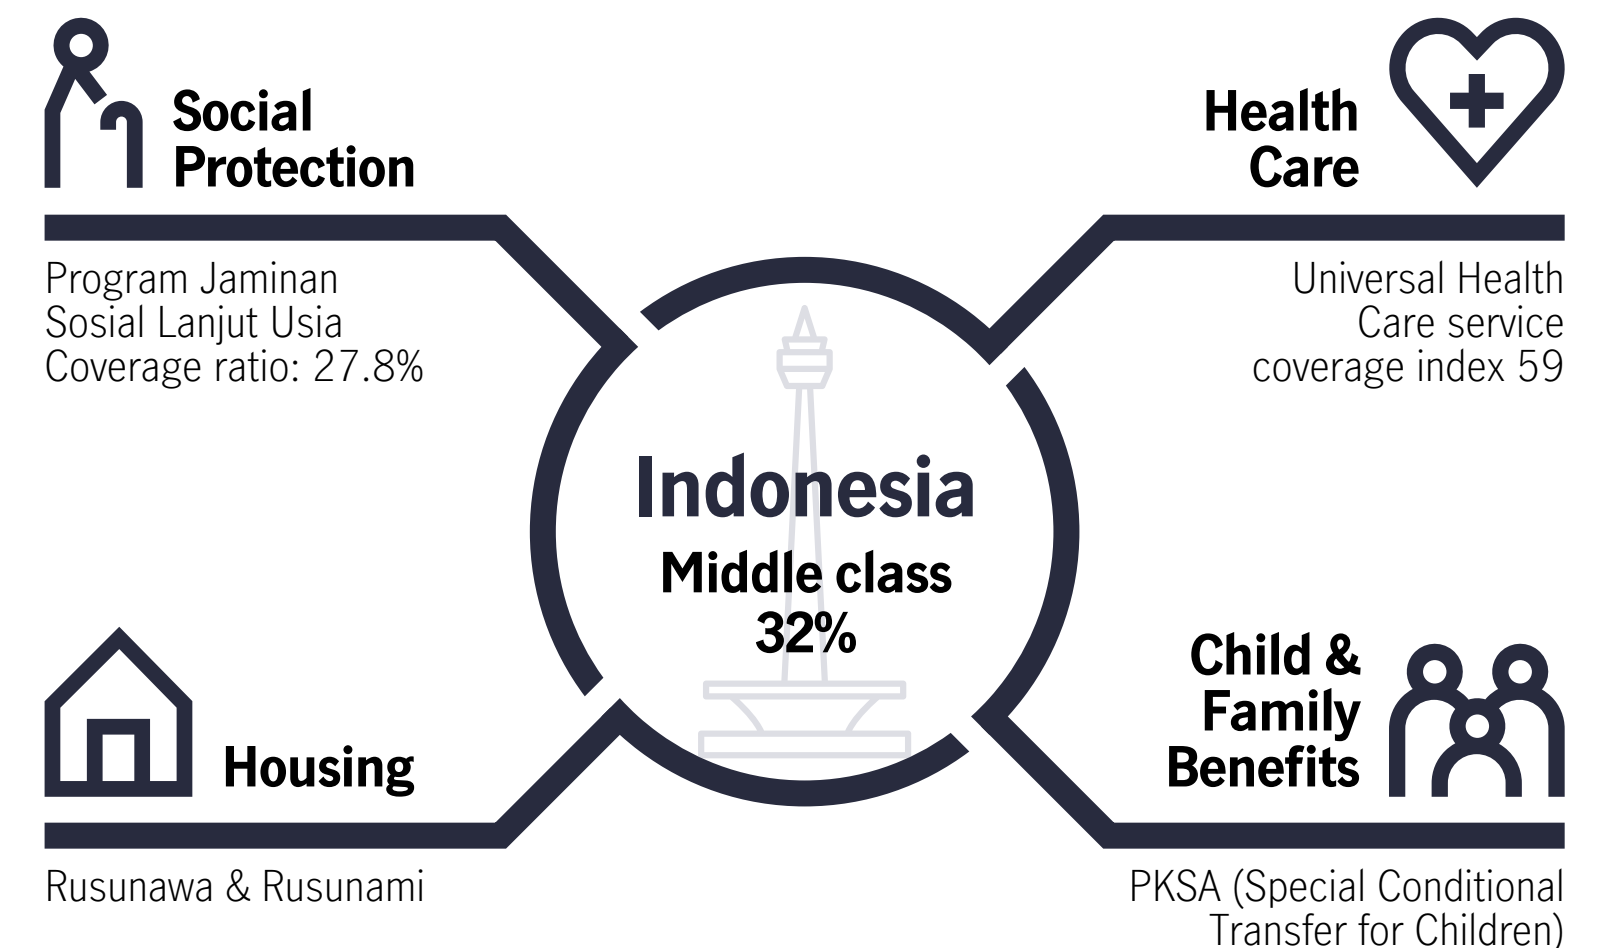 Social
Protection
Program Jaminan
Sosial Lanjut Usia
Coverage ratio: 27.8%
Health
Care
Universal Health
Care service
coverage index 59
Indonesia
Middle class
32%
Housing
Rusunawa & Rusunami
Child &
Family
Benefits
PKSA (Special Conditional
Transfer for Children)